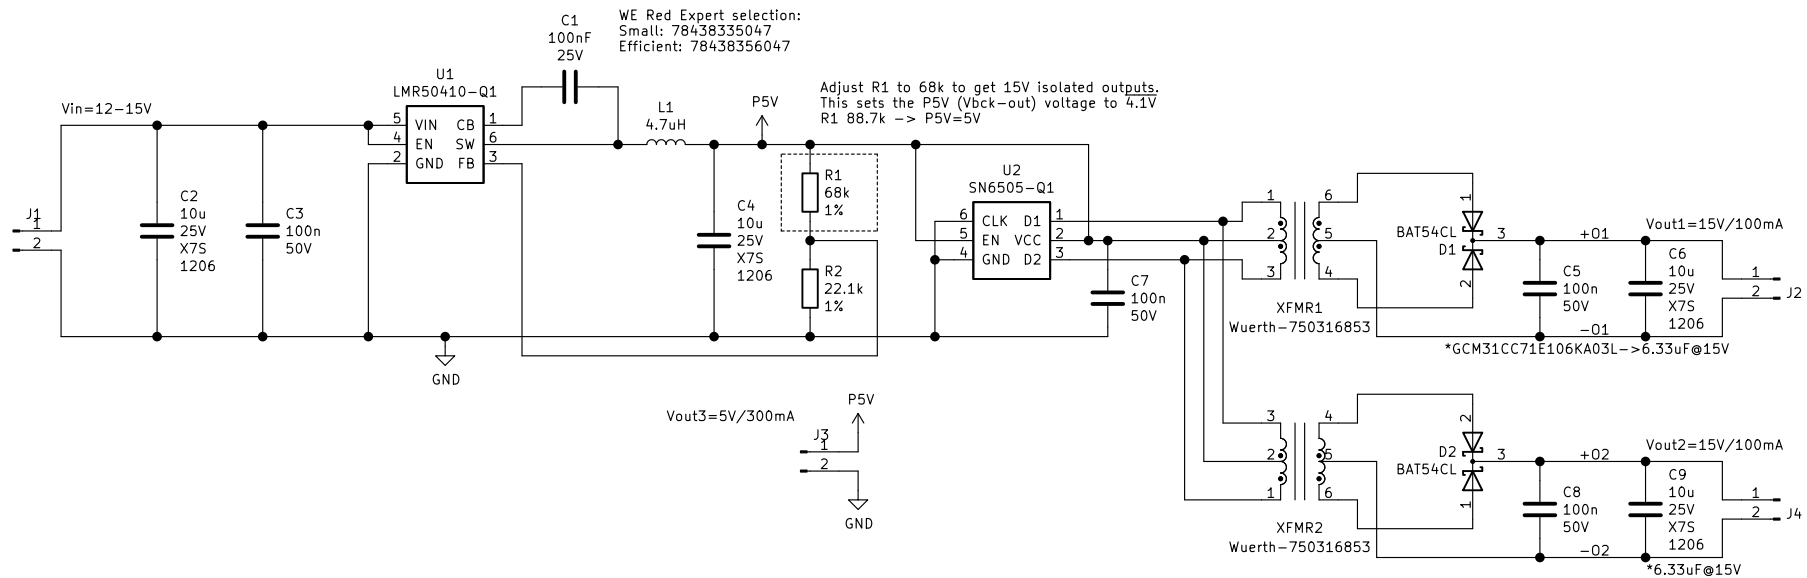 WE Red Expert selection:
Small: 78438335047
Efficient: 78438356047
C1
100nF
25V
U1
LMR50410-Q1
Vin=12-15V
5 VIN CB 1
4 EN SW 6
2 GND FB 3
L1
4.7uH
P5V
Adjust R1 to 68k to get 15V isolated outputs.
This sets the P5V (Vbck-out) voltage to 4.1V
R1 88.7k -> P5V=5V
J1
1
2
C2
10u
25V
X7S
1206
C3
100n
50V
C4
10u
25V
X7S
1206
R1
68k
1%
R2
22.1k
1%
GND
U2
SN6505-Q1
6 CLK D1 1
5 EN VCC 2
4 GND D2 3
C7
100n
50V
1 6
2 5
3 4
XFMR1
Wuerth-750316853
1
BAT54CL
D1
3
2
+O1
Vout1=15V/100mA
C5
100n
50V
C6
10u
25V
X7S
1206
1
2
J2
-O1
*GCM31CC71E106KA03L->6.33uF@15V
Vout3=5V/300mA
P5V
J3
1
2
GND
3 4
2 5
1 6
XFMR2
Wuerth-750316853
2
D2
BAT54CL
3
1
+O2
Vout2=15V/100mA
C8
100n
50V
C9
10u
25V
X7S
1206
1
2
J4
-O2
*6.33uF@15V